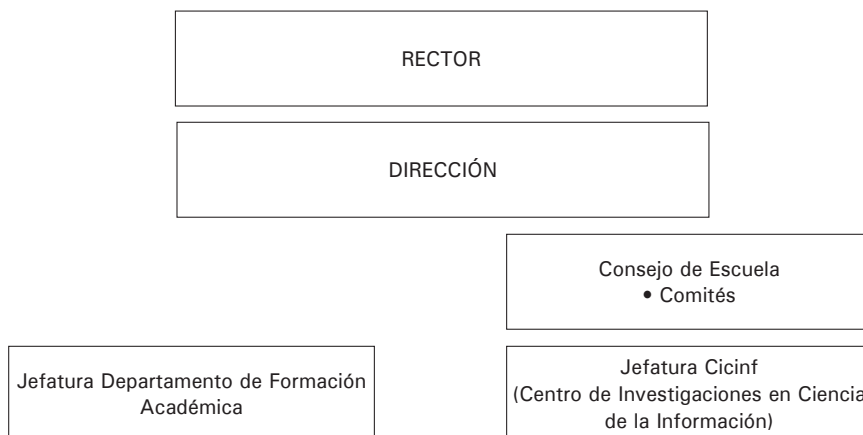 RECTOR
DIRECCIÓN
Consejo de Escuela
• Comités
Jefatura Departamento de Formación
Académica
Jefatura Cicinf
(Centro de Investigaciones en Ciencia
de la Información)